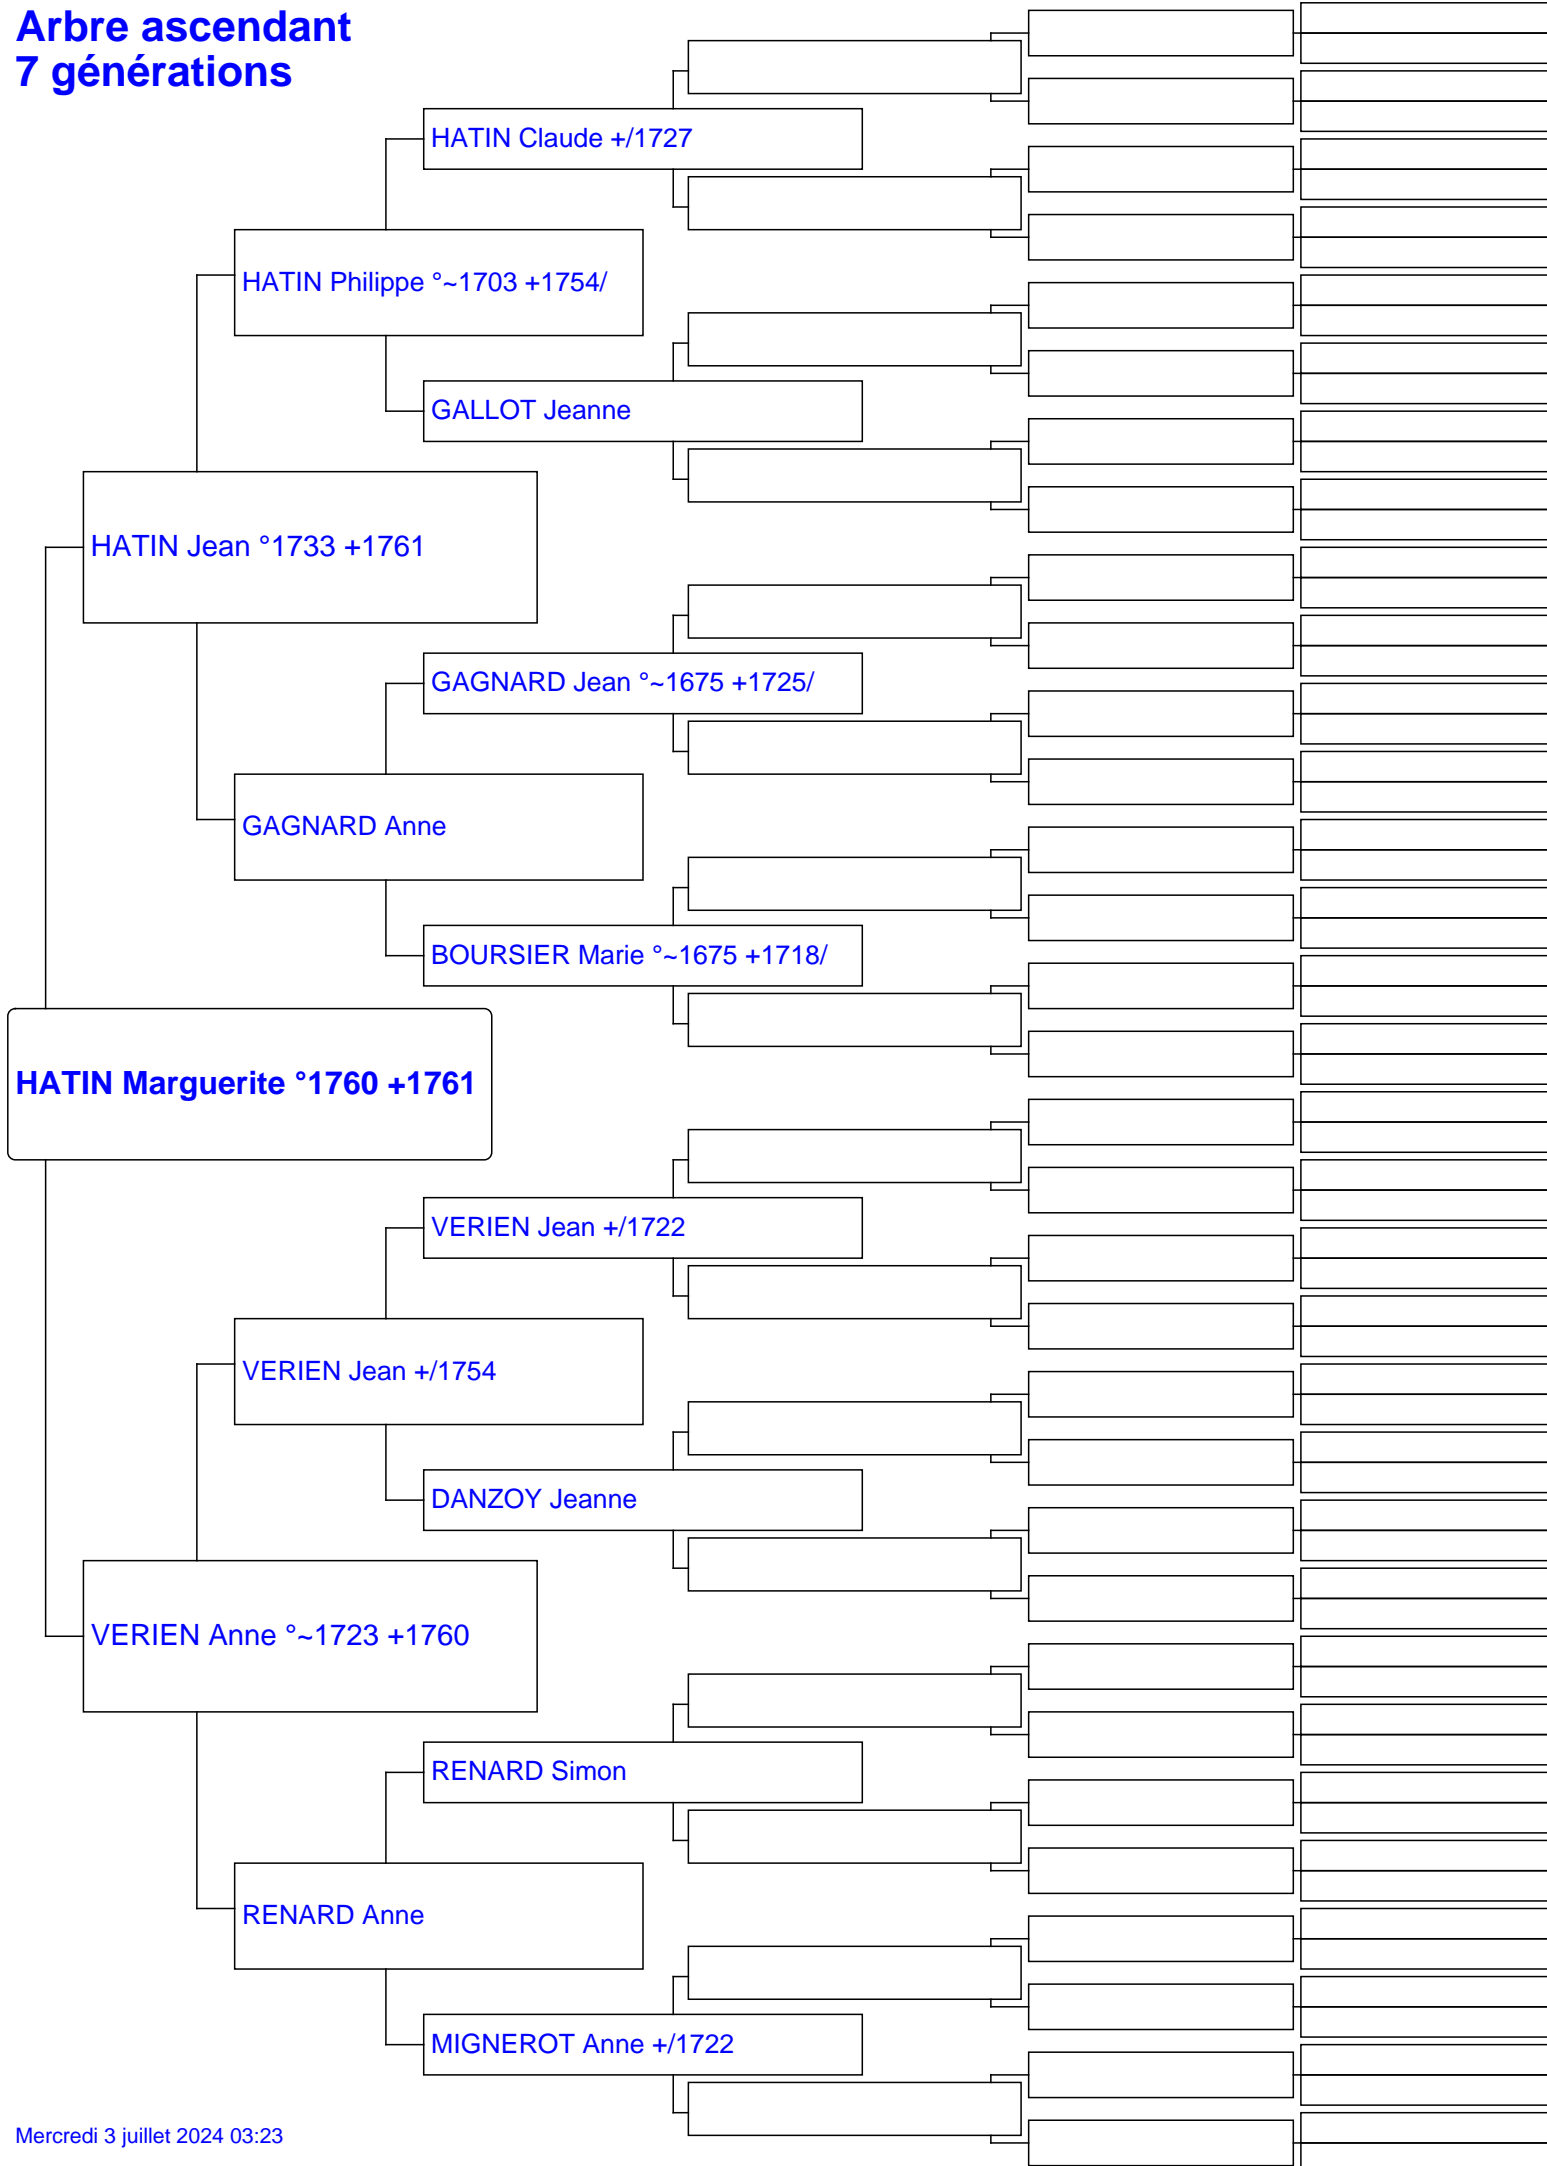 Arbre ascendant
7 générations
HATIN Claude +/1727
HATIN Philippe °~1703 +1754/
GALLOT Jeanne
HATIN Jean °1733 +1761
GAGNARD Jean °~1675 +1725/
GAGNARD Anne
BOURSIER Marie °~1675 +1718/
HATIN Marguerite °1760 +1761
VERIEN Jean +/1722
VERIEN Jean +/1754
DANZOY Jeanne
VERIEN Anne °~1723 +1760
RENARD Simon
RENARD Anne
MIGNEROT Anne +/1722
Mercredi 3 juillet 2024 03:23